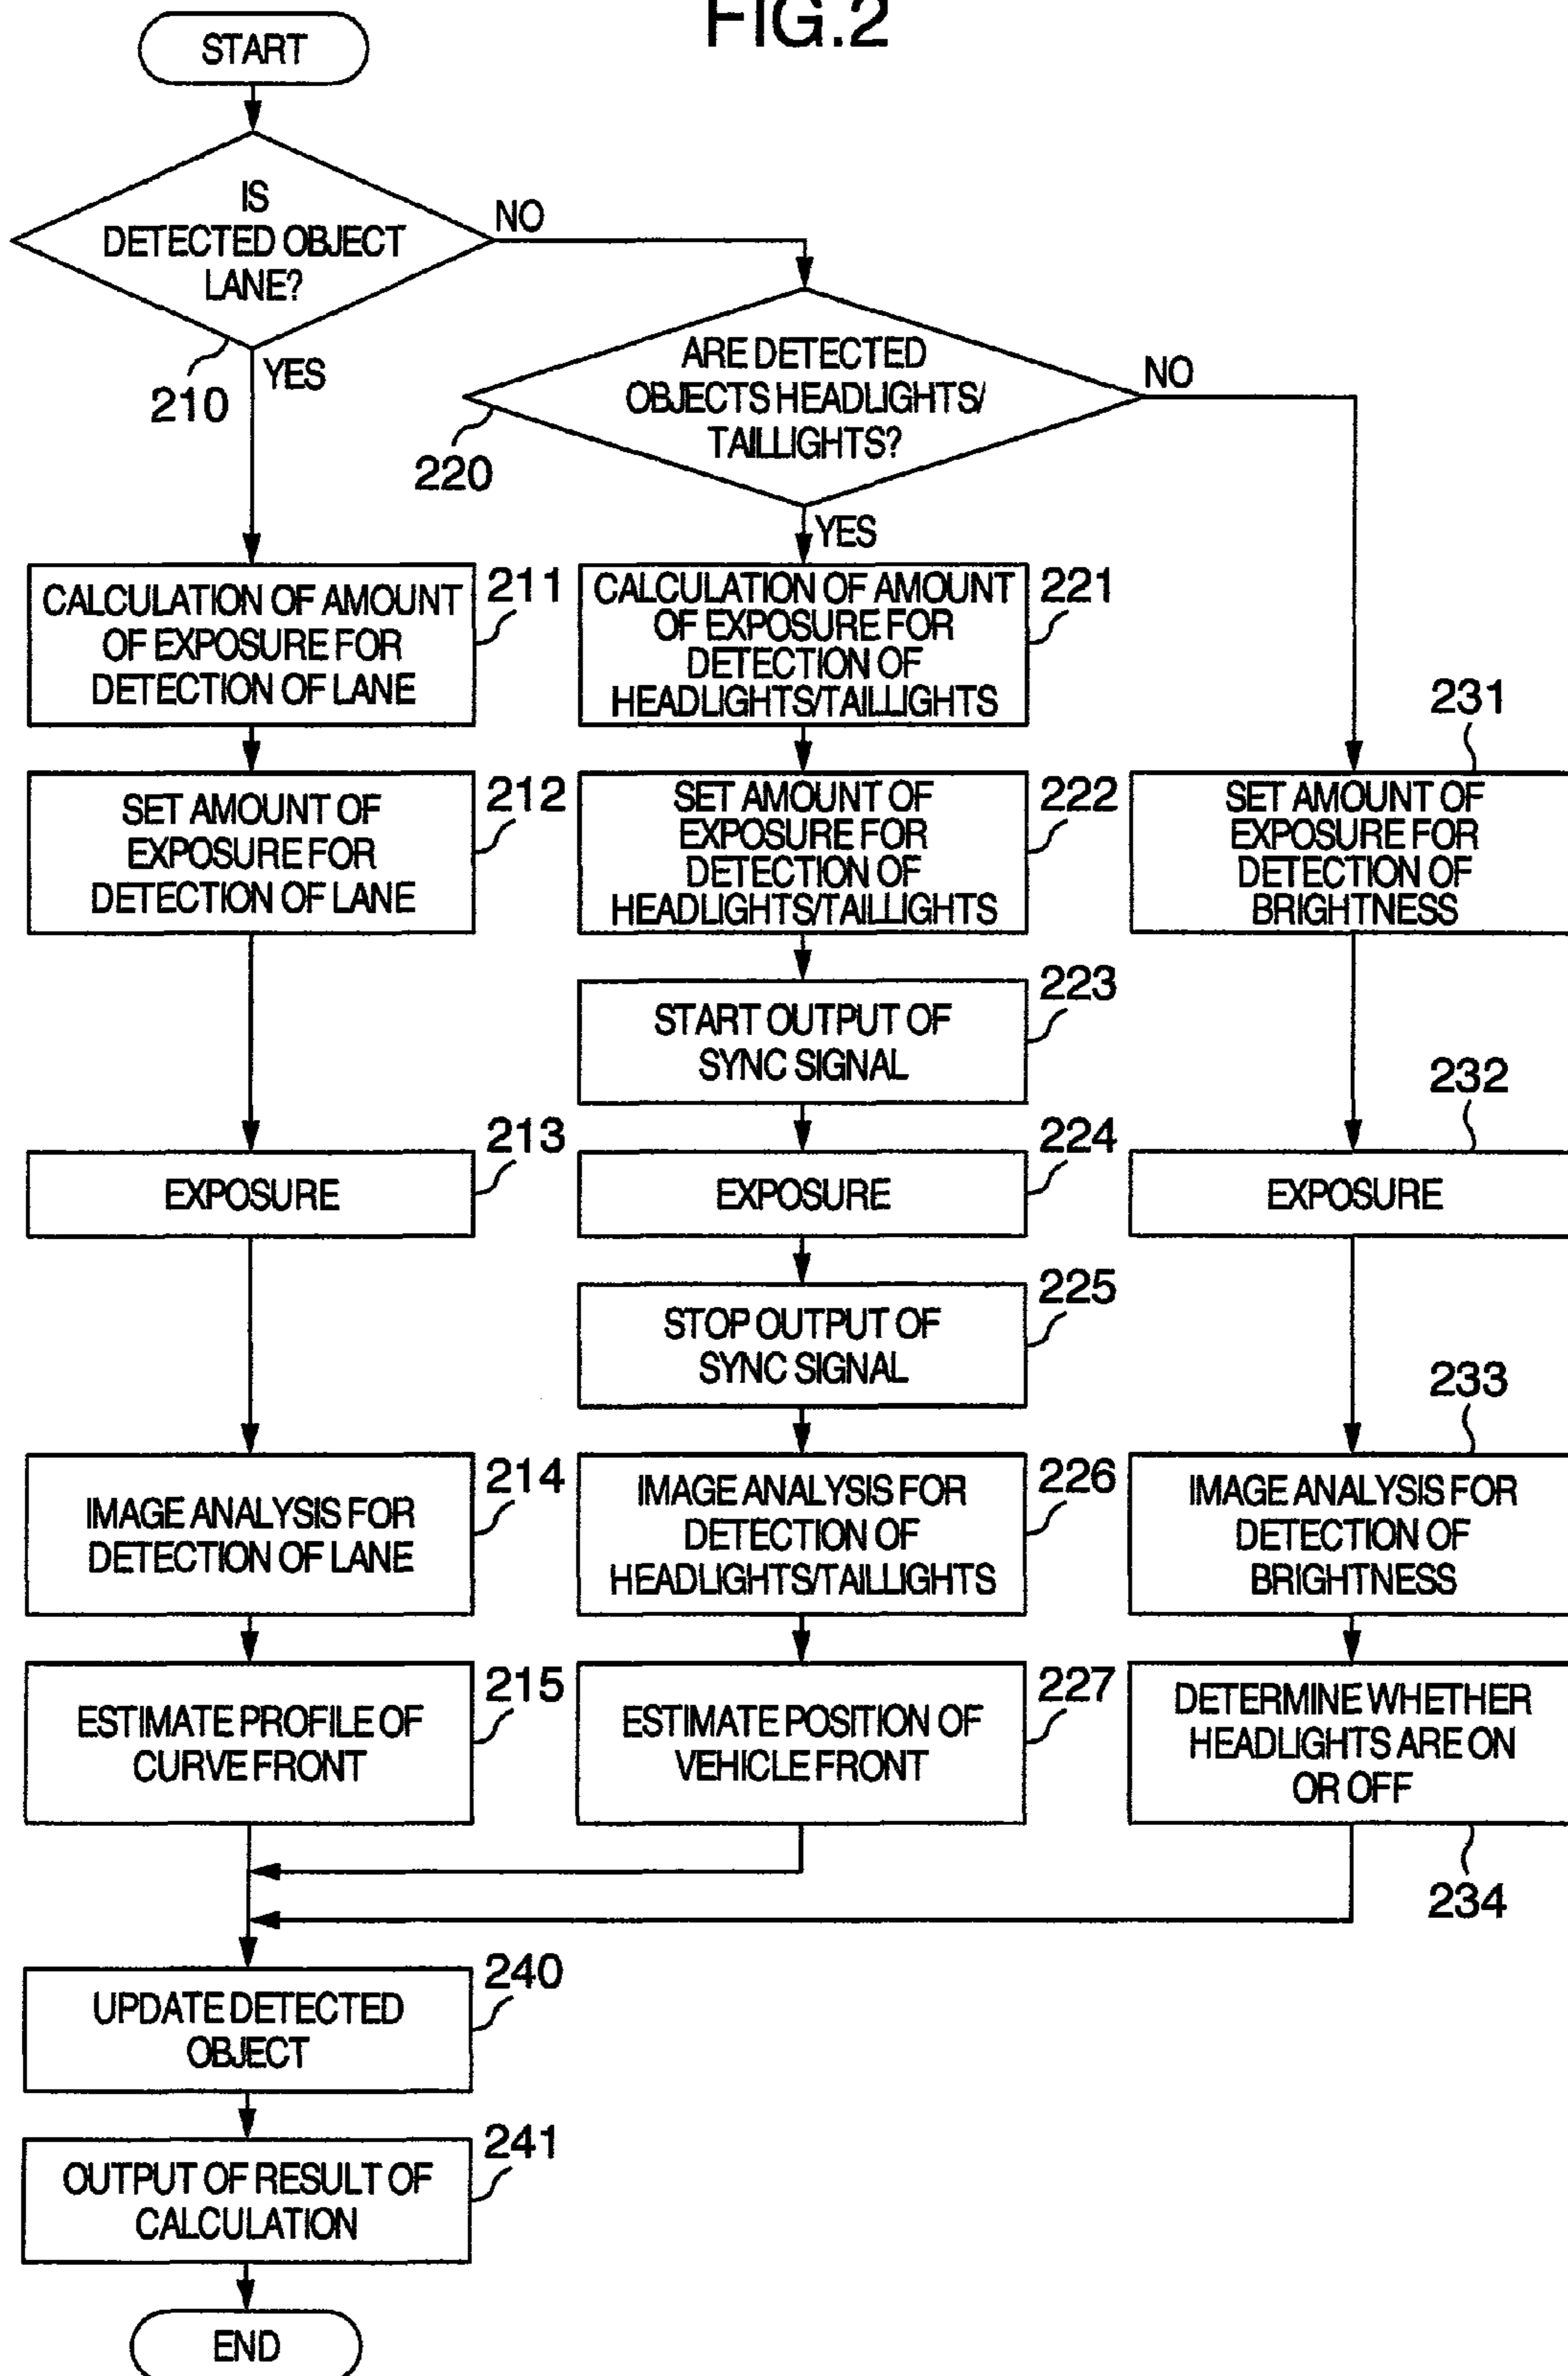 FIG.2
START
IS
DETECTED OBJECT
LANE?
NO
210
YES
ARE DETECTED
OBJECTS HEADLIGHTS/
TAILLIGHTS?
NO
220
YES
CALCULATION OF AMOUNT
OF EXPOSURE FOR
DETECTION OF LANE
211
CALCULATION OF AMOUNT
OF EXPOSURE FOR
DETECTION OF
HEADLIGHTS/TAILLIGHTS
221
231
SET AMOUNT OF
EXPOSURE FOR
DETECTION OF LANE
212
SET AMOUNT OF
EXPOSURE FOR
DETECTION OF
HEADLIGHTS/TAILLIGHTS
222
SET AMOUNT OF
EXPOSURE FOR
DETECTION OF
BRIGHTNESS
START OUTPUT OF
SYNC SIGNAL
223
232
EXPOSURE
213
EXPOSURE
224
EXPOSURE
STOP OUTPUT OF
SYNC SIGNAL
225
233
IMAGE ANALYSIS FOR
DETECTION OF LANE
214
IMAGE ANALYSIS FOR
DETECTION OF
HEADLIGHTS/TAILLIGHTS
226
IMAGE ANALYSIS FOR
DETECTION OF
BRIGHTNESS
ESTIMATE PROFILE OF
CURVE FRONT
215
ESTIMATE POSITION OF
VEHICLE FRONT
227
DETERMINE WHETHER
HEADLIGHTS ARE ON
OR OFF
234
UPDATE DETECTED
OBJECT
240
OUTPUT OF RESULT OF
CALCULATION
241
END